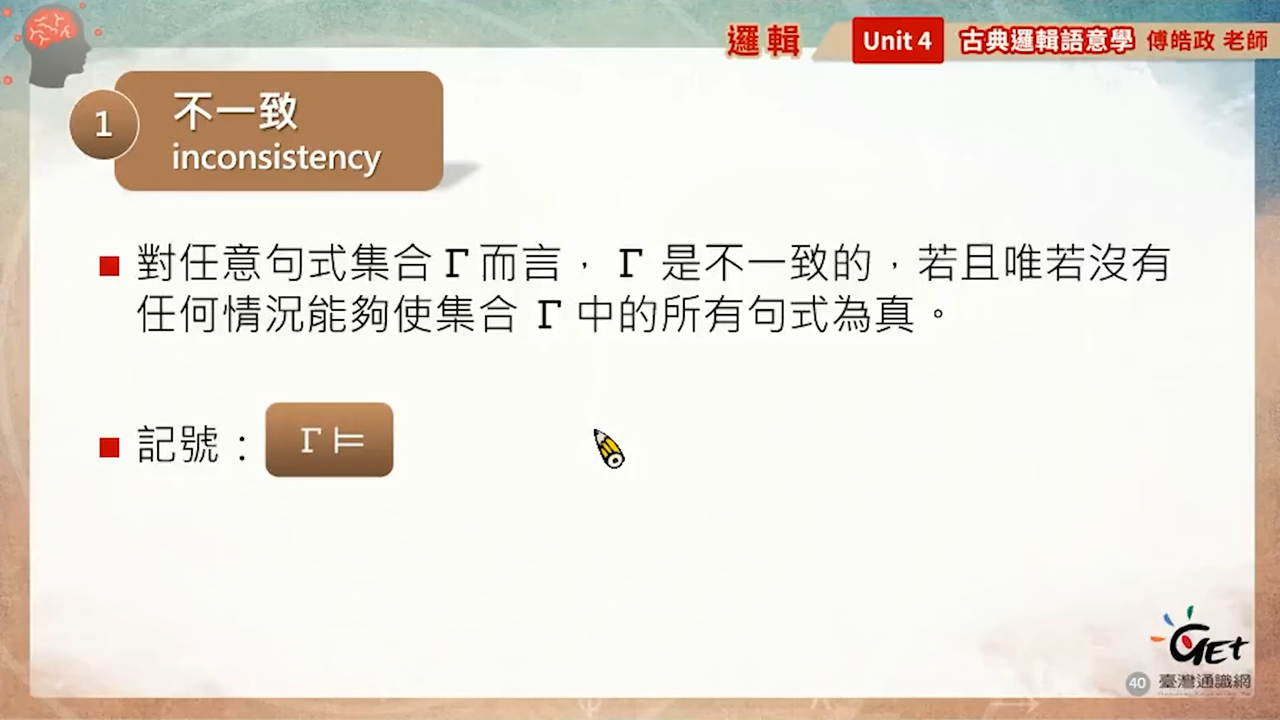 邏輯
Unit 4
古典邏輯語意學 傅皓政 老師
1
不一致
inconsistency
對任意句式集合 Γ 而言， Γ 是不一致的，若且唯若沒有
任何情況能夠使集合 Γ 中的所有句式為真。
記號：
Γ ⊨
GET
40 臺灣通識網